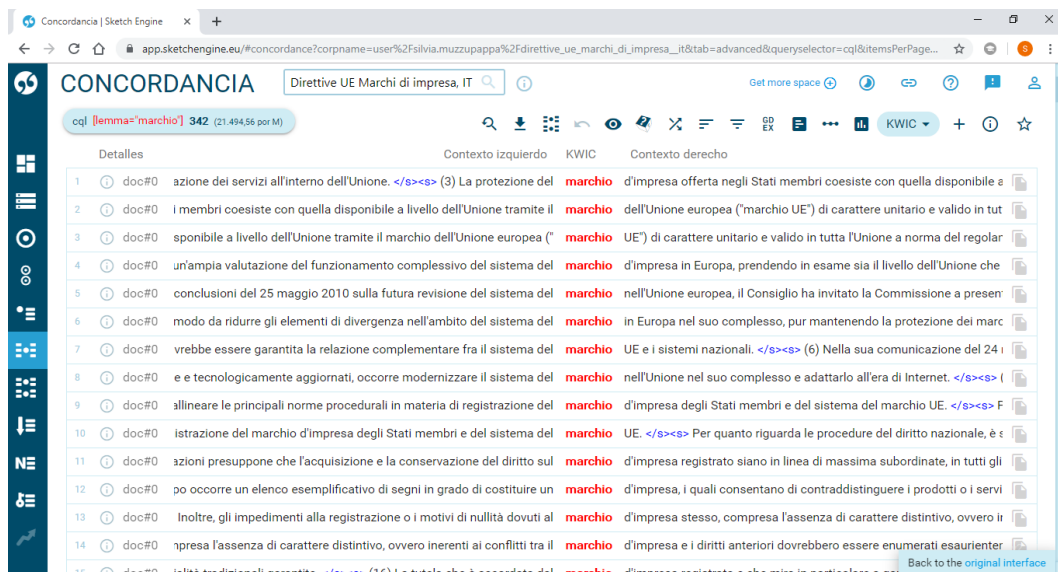 Concordancia | Sketch Engine
app.sketchengine.eu/#concordance?corpname=user%2Fsilvia.muzzupappa%2Fdirettive_ue_marchi_di_impresa__it&tab=advanced&queryselector=cql&itemsPerPage...
S
CONCORDANCIA Directive UE Marchi di impresa, IT Get more space
cql [lemma="marchio"] 342 (21.494,56 por M) GD EX KWIC
Detalles Contexto izquierdo KWIC Contexto derecho
1 doc#0 azione dei servizi all'interno dell'Unione. </s><s> (3) La protezione del marchio d'impresa offerta negli Stati membri coesiste con quella disponibile a
2 doc#0 i membri coesiste con quella disponibile a livello dell'Unione tramite il marchio dell'Unione europea ("marchio UE") di carattere unitario e valido in tut
3 doc#0 sponibile a livello dell'Unione tramite il marchio dell'Unione europea (" marchio UE") di carattere unitario e valido in tutta l'Unione a norma del regolar
4 doc#0 un'ampia valutazione del funzionamento complessivo del sistema del marchio d'impresa in Europa, prendendo in esame sia il livello dell'Unione che
5 doc#0 conclusioni del 25 maggio 2010 sulla futura revisione del sistema del marchio nell'Unione europea, il Consiglio ha invitato la Commissione a present
6 doc#0 modo da ridurre gli elementi di divergenza nell'ambito del sistema del marchio in Europa nel suo complesso, pur mantenendo la protezione dei marc
7 doc#0 vrebbe essere garantita la relazione complementare fra il sistema del marchio UE e i sistemi nazionali. </s><s> (6) Nella sua comunicazione del 24
8 doc#0 e e tecnologicamente aggiornati, occorre modernizzare il sistema del marchio nell'Unione nel suo complesso e adattarlo all'era di Internet. </s><s> (
9 doc#0 allineare le principali norme procedurali in materia di registrazione del marchio d'impresa degli Stati membri e del sistema del marchio UE. </s><s>
10 doc#0 istrazione del marchio d'impresa degli Stati membri e del sistema del marchio UE. </s><s> Per quanto riguarda le procedure del diritto nazionale, è s
11 doc#0 azioni presuppone che l'acquisizione e la conservazione del diritto sul marchio d'impresa registrato siano in linea di massima subordinate, in tutti gli
12 doc#0 po occorre un elenco esemplificativo di segni in grado di costituire un marchio d'impresa, i quali consentano di contraddistinguere i prodotti o i servi
13 doc#0 Inoltre, gli impedimenti alla registrazione o i motivi di nullità dovuti al marchio d'impresa stesso, compresa l'assenza di carattere distintivo, ovvero ir
14 doc#0 npresa l'assenza di carattere distintivo, ovvero inerenti ai conflitti tra il marchio d'impresa e i diritti anteriori dovrebbero essere enumerati esaurienter
Back to the original interface